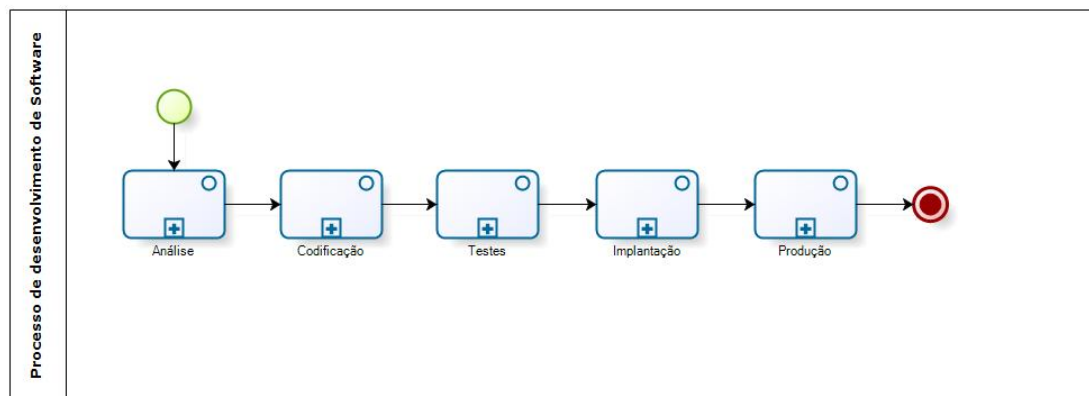 Processo de desenvolvimento de Software
Análise
Codificação
Testes
Implantação
Produção